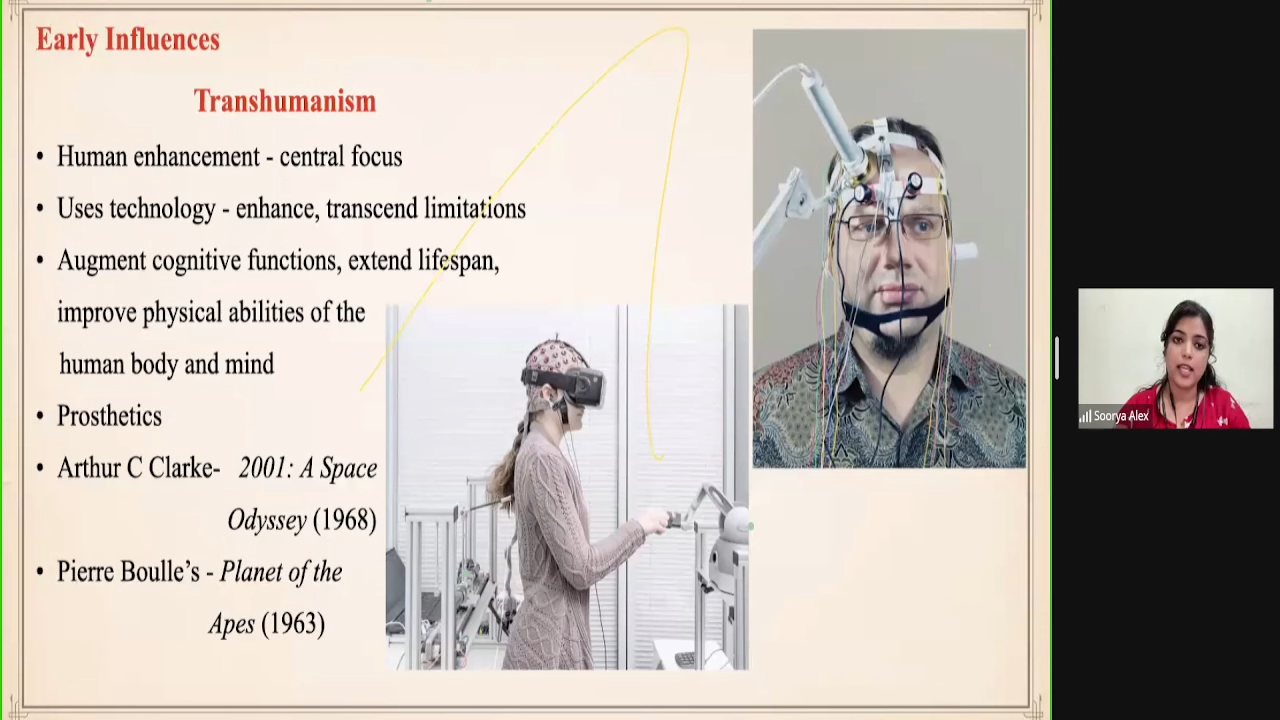 Early Influences
Transhumanism
• Human enhancement - central focus
• Uses technology - enhance, transcend limitations
• Augment cognitive functions, extend lifespan,
improve physical abilities of the
human body and mind
• Prosthetics
• Arthur C Clarke- 2001: A Space
Odyssey (1968)
• Pierre Boulle’s - Planet of the
Apes (1963)
Soorya Alex